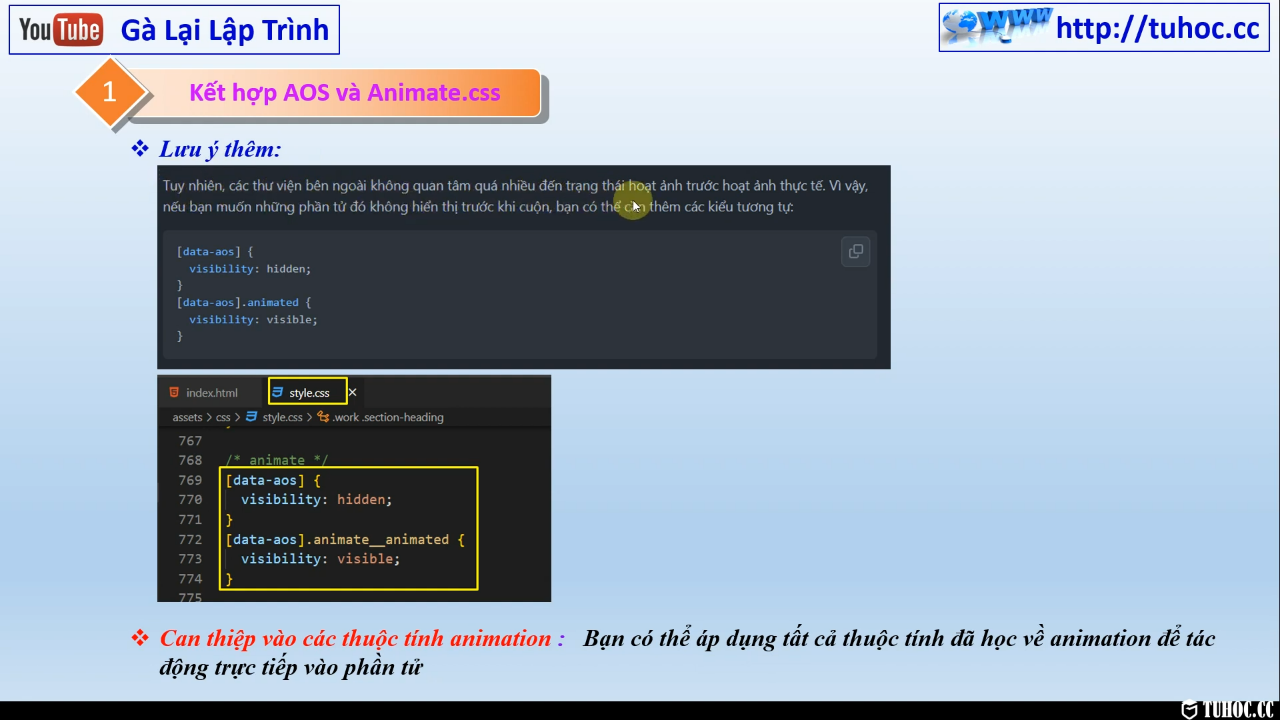 YouTube Gà Lại Lập Trình
WWW http://tuhoc.cc
1 Kết hợp AOS và Animate.css
Lưu ý thêm:
Tuy nhiên, các thư viện bên ngoài không quan tâm quá nhiều đến trạng thái hoạt ảnh trước hoạt ảnh thực tế. Vì vậy,
nếu bạn muốn những phần tử đó không hiển thị trước khi cuộn, bạn có thể cần thêm các kiểu tương tự:
[data-aos] {
visibility: hidden;
}
[data-aos].animated {
visibility: visible;
}
index.html style.css
assets > css > style.css > .work .section-heading
767
768 /* animate */
769 [data-aos] {
770 visibility: hidden;
771 }
772 [data-aos].animate__animated {
773 visibility: visible;
774 }
775
Can thiệp vào các thuộc tính animation : Bạn có thể áp dụng tất cả thuộc tính đã học về animation để tác
động trực tiếp vào phần tử
TUHOC.CC